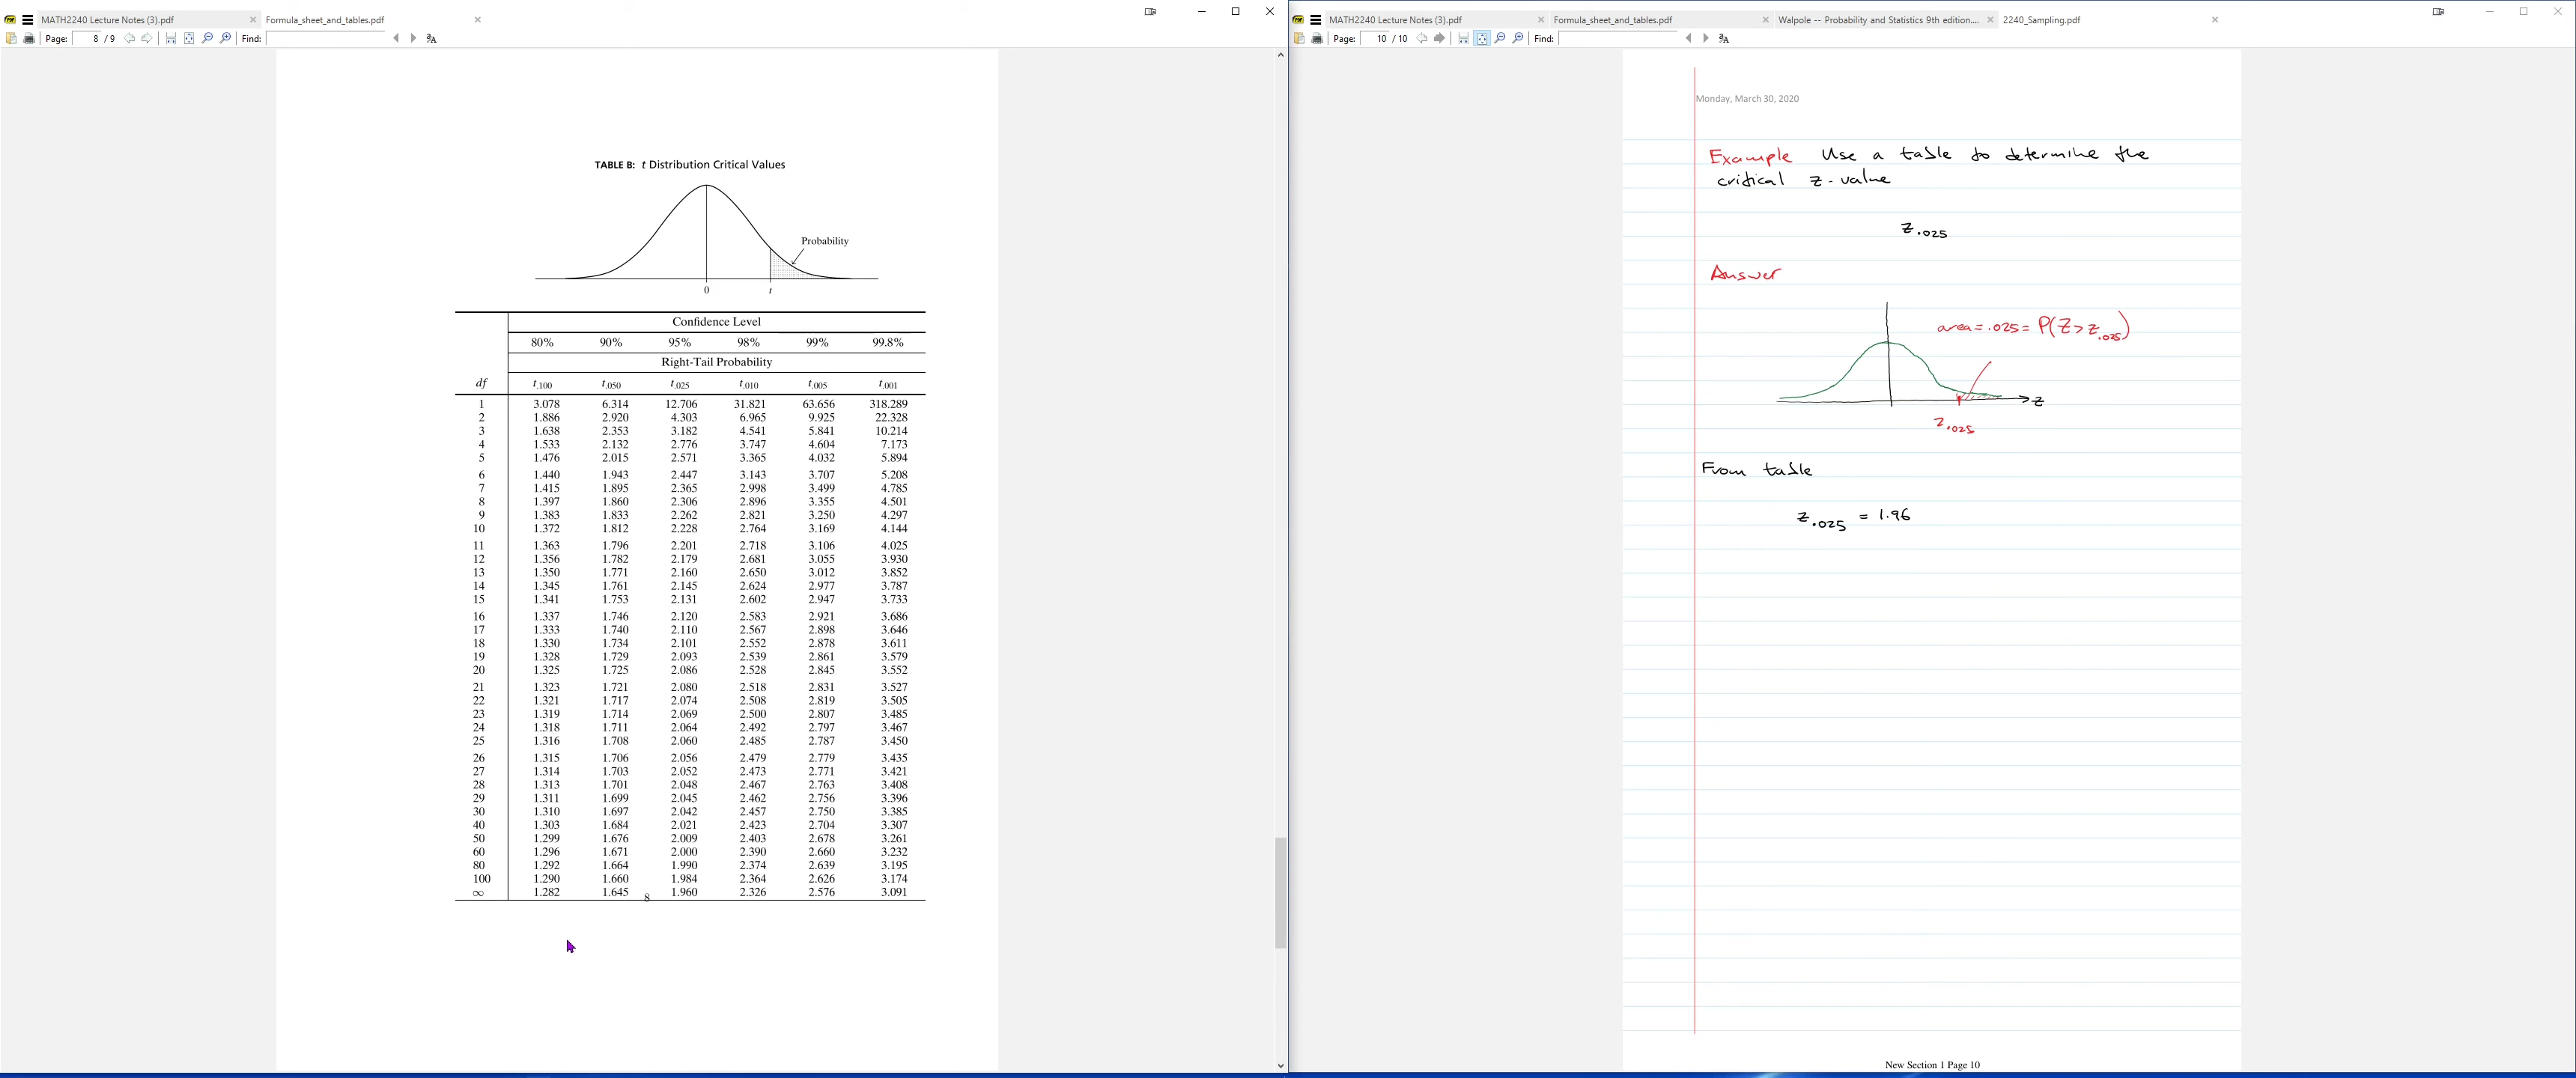 MATH2240 Lecture Notes (3).pdf
Formula_sheet_and_tables.pdf
Page: 8 / 9 Find:
TABLE B: t Distribution Critical Values
Probability
0 t
Confidence Level
80% 90% 95% 98% 99% 99.8%
Right-Tail Probability
df t.100 t.050 t.025 t.010 t.005 t.001
1 3.078 6.314 12.706 31.821 63.656 318.289
2 1.886 2.920 4.303 6.965 9.925 22.328
3 1.638 2.353 3.182 4.541 5.841 10.214
4 1.533 2.132 2.776 3.747 4.604 7.173
5 1.476 2.015 2.571 3.365 4.032 5.894
6 1.440 1.943 2.447 3.143 3.707 5.208
7 1.415 1.895 2.365 2.998 3.499 4.785
8 1.397 1.860 2.306 2.896 3.355 4.501
9 1.383 1.833 2.262 2.821 3.250 4.297
10 1.372 1.812 2.228 2.764 3.169 4.144
11 1.363 1.796 2.201 2.718 3.106 4.025
12 1.356 1.782 2.179 2.681 3.055 3.930
13 1.350 1.771 2.160 2.650 3.012 3.852
14 1.345 1.761 2.145 2.624 2.977 3.787
15 1.341 1.753 2.131 2.602 2.947 3.733
16 1.337 1.746 2.120 2.583 2.921 3.686
17 1.333 1.740 2.110 2.567 2.898 3.646
18 1.330 1.734 2.101 2.552 2.878 3.611
19 1.328 1.729 2.093 2.539 2.861 3.579
20 1.325 1.725 2.086 2.528 2.845 3.552
21 1.323 1.721 2.080 2.518 2.831 3.527
22 1.321 1.717 2.074 2.508 2.819 3.505
23 1.319 1.714 2.069 2.500 2.807 3.485
24 1.318 1.711 2.064 2.492 2.797 3.467
25 1.316 1.708 2.060 2.485 2.787 3.450
26 1.315 1.706 2.056 2.479 2.779 3.435
27 1.314 1.703 2.052 2.473 2.771 3.421
28 1.313 1.701 2.048 2.467 2.763 3.408
29 1.311 1.699 2.045 2.462 2.756 3.396
30 1.310 1.697 2.042 2.457 2.750 3.385
40 1.303 1.684 2.021 2.423 2.704 3.307
50 1.299 1.676 2.009 2.403 2.678 3.261
60 1.296 1.671 2.000 2.390 2.660 3.232
80 1.292 1.664 1.990 2.374 2.639 3.195
100 1.290 1.660 1.984 2.364 2.626 3.174
∞ 1.282 1.645 1.960 2.326 2.576 3.091
8
MATH2240 Lecture Notes (3).pdf
Formula_sheet_and_tables.pdf
Walpole -- Probability and Statistics 9th edition....
2240_Sampling.pdf
Page: 10 / 10 Find:
Monday, March 30, 2020
Example Use a table to determine the
critical z-value
z.025
Answer
area = .025 = P(Z > z.025)
z
z.025
From table
z.025 = 1.96
New Section 1 Page 10